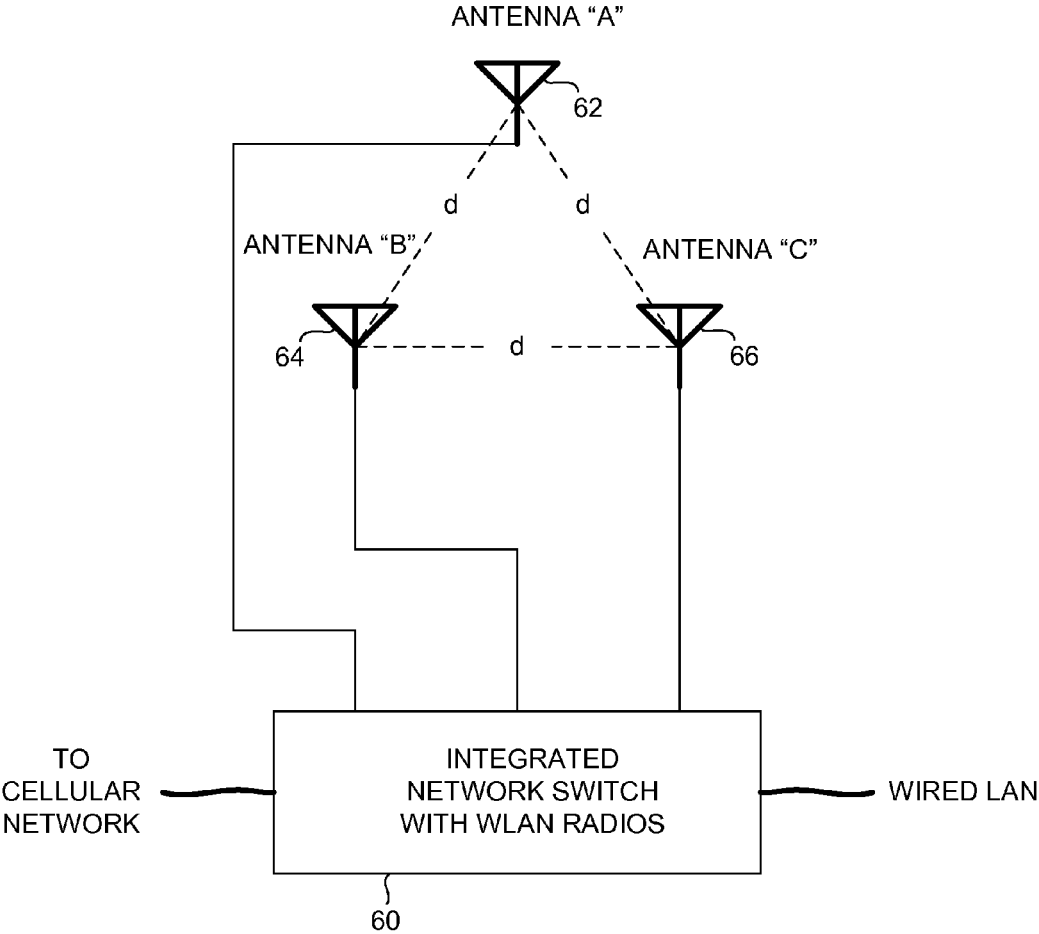 ANTENNA “A”
62
d
d
ANTENNA “B”
ANTENNA “C”
64
d
66
TO
CELLULAR
NETWORK
INTEGRATED
NETWORK SWITCH
WITH WLAN RADIOS
WIRED LAN
60